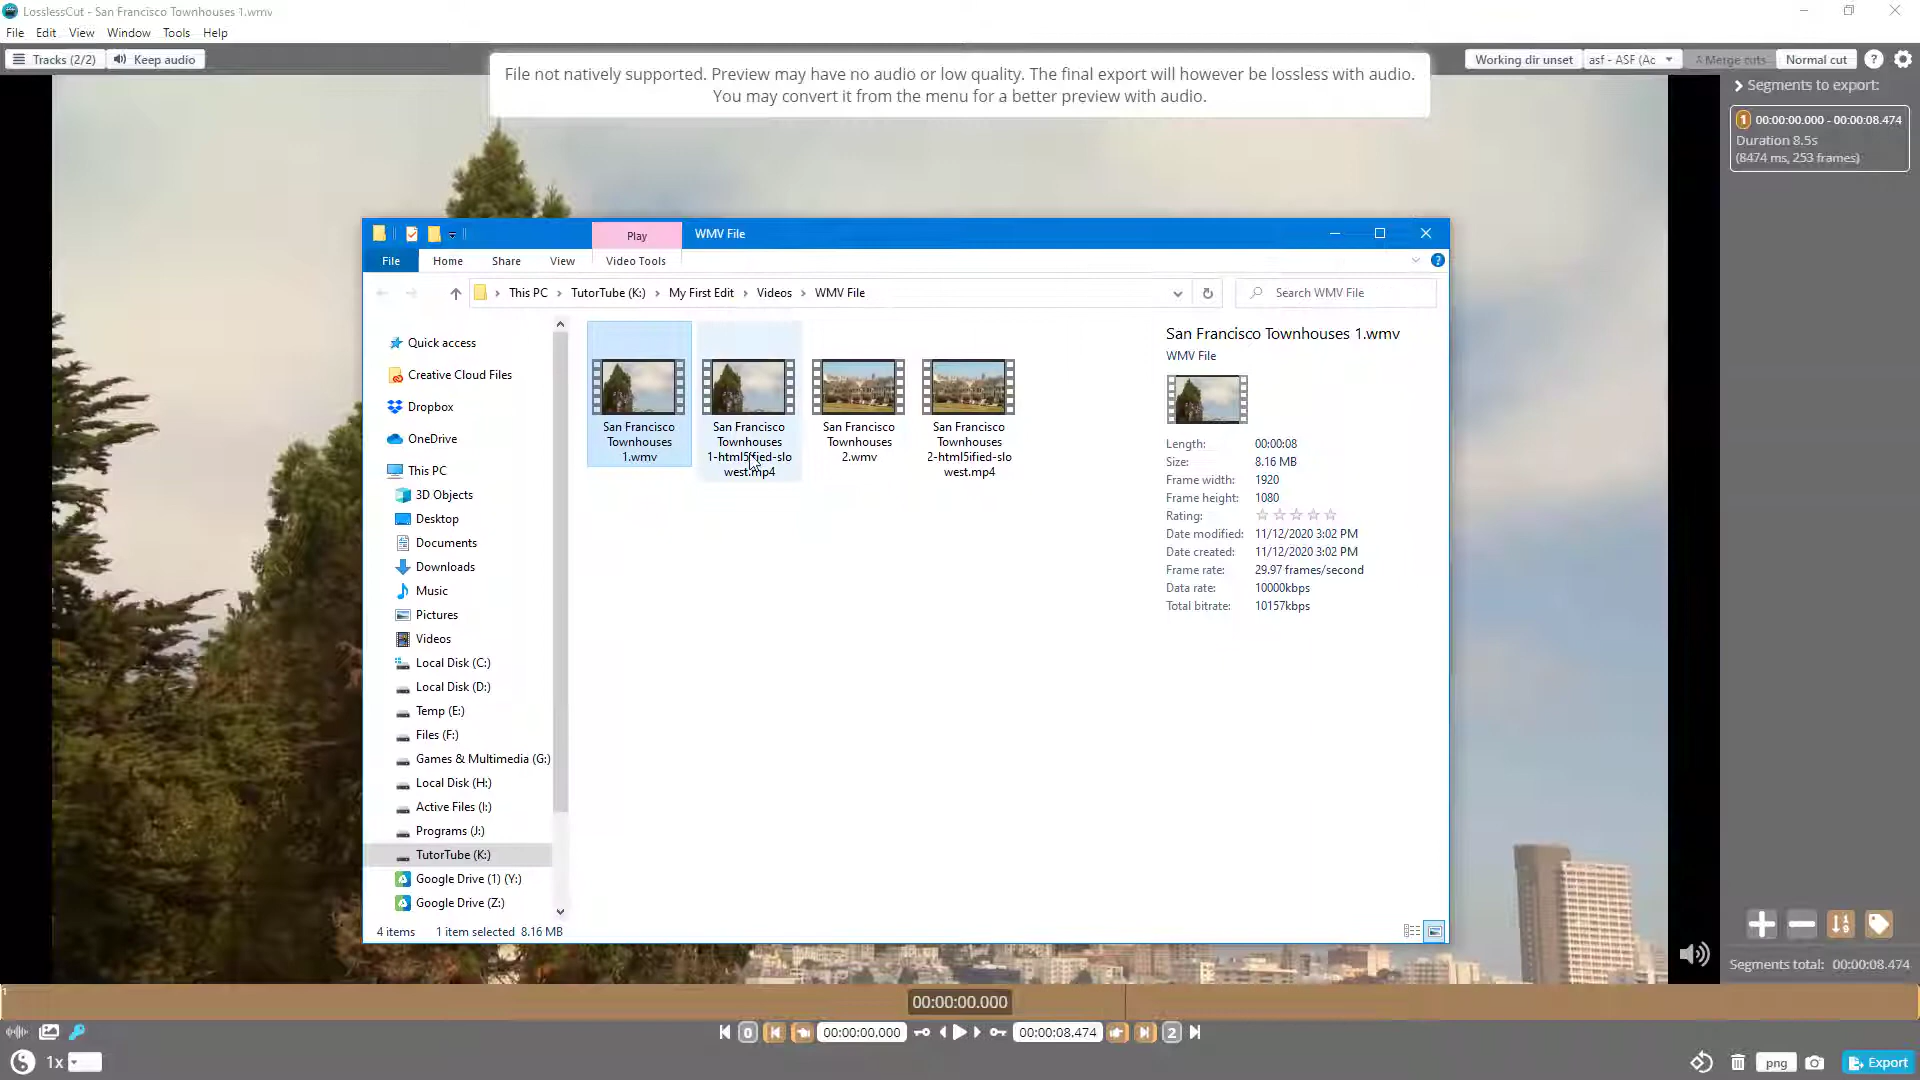 LosslessCut - San Francisco Townhouses 1.wmv
File Edit View Window Tools Help
Tracks (2/2) Keep audio
File not natively supported. Preview may have no audio or low quality. The final export will however be lossless with audio.
You may convert it from the menu for a better preview with audio.
Working dir unset asf - ASF (Ac Merge cuts Normal cut ?
Segments to export:
1 00:00:00.000 - 00:00:08.474
Duration 8.5s
(8474 ms, 253 frames)
Play WMV File
File Home Share View Video Tools
This PC TutorTube (K:) My First Edit Videos WMV File
Search WMV File
Quick access
Creative Cloud Files
Dropbox
OneDrive
This PC
3D Objects
Desktop
Documents
Downloads
Music
Pictures
Videos
Local Disk (C:)
Local Disk (D:)
Temp (E:)
Files (F:)
Games & Multimedia (G:)
Local Disk (H:)
Active Files (I:)
Programs (J:)
TutorTube (K:)
Google Drive (1) (Y:)
Google Drive (Z:)
San Francisco
Townhouses
1.wmv
San Francisco
Townhouses
1-html5ified-slo
west.mp4
San Francisco
Townhouses
2.wmv
San Francisco
Townhouses
2-html5ified-slo
west.mp4
San Francisco Townhouses 1.wmv
WMV File
Length: 00:00:08
Size: 8.16 MB
Frame width: 1920
Frame height: 1080
Rating:
Date modified: 11/12/2020 3:02 PM
Date created: 11/12/2020 3:02 PM
Frame rate: 29.97 frames/second
Data rate: 10000kbps
Total bitrate: 10157kbps
4 items 1 item selected 8.16 MB
Segments total: 00:00:08.474
1
00:00:00.000
0 00:00:00.000 00:00:08.474 2
1x
png Export